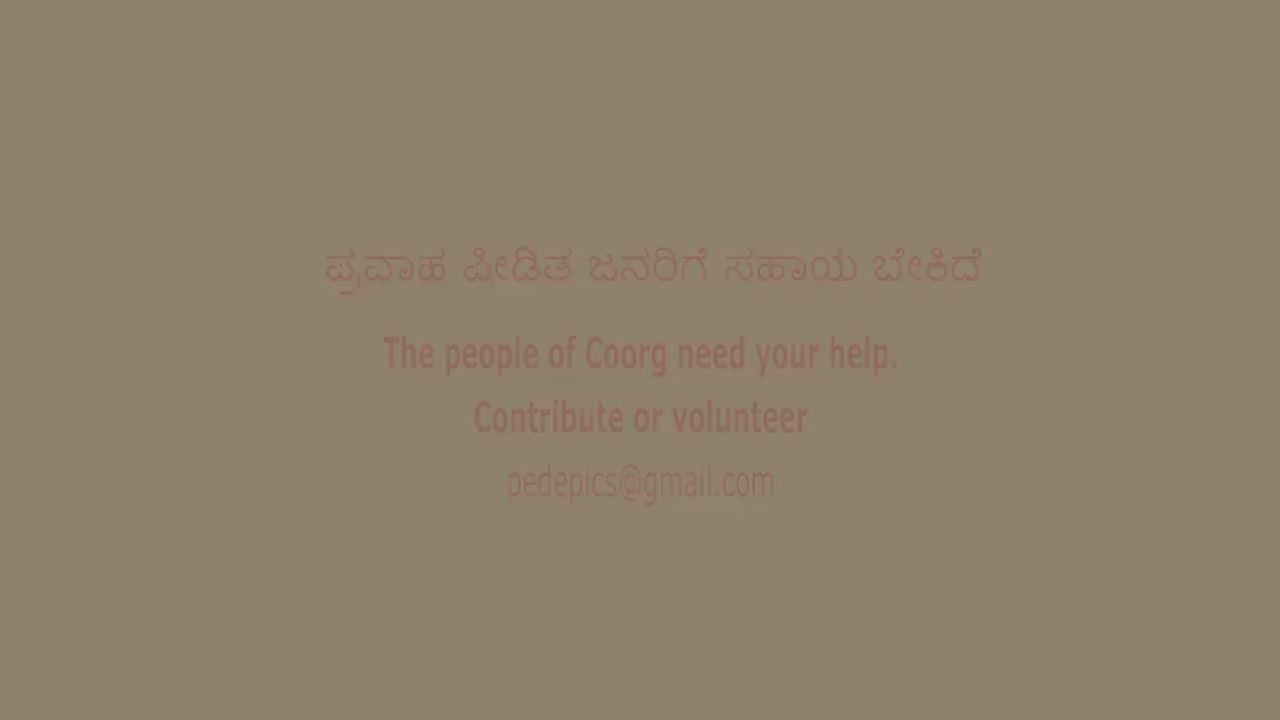 ಪ್ರವಾಹ ಪೀಡಿತ ಜನರಿಗೆ ಸಹಾಯ ಬೇಕಿದೆ
The people of Coorg need your help.
Contribute or volunteer
pedepics@gmail.com